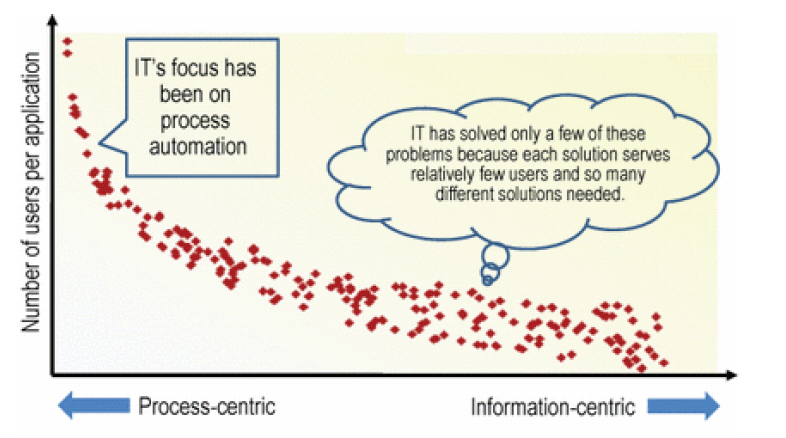 Number of users per application
IT's focus has
been on
process
automation
IT has solved only a few of these
problems because each solution serves
relatively few users and so many
different solutions needed.
Process-centric
Information-centric